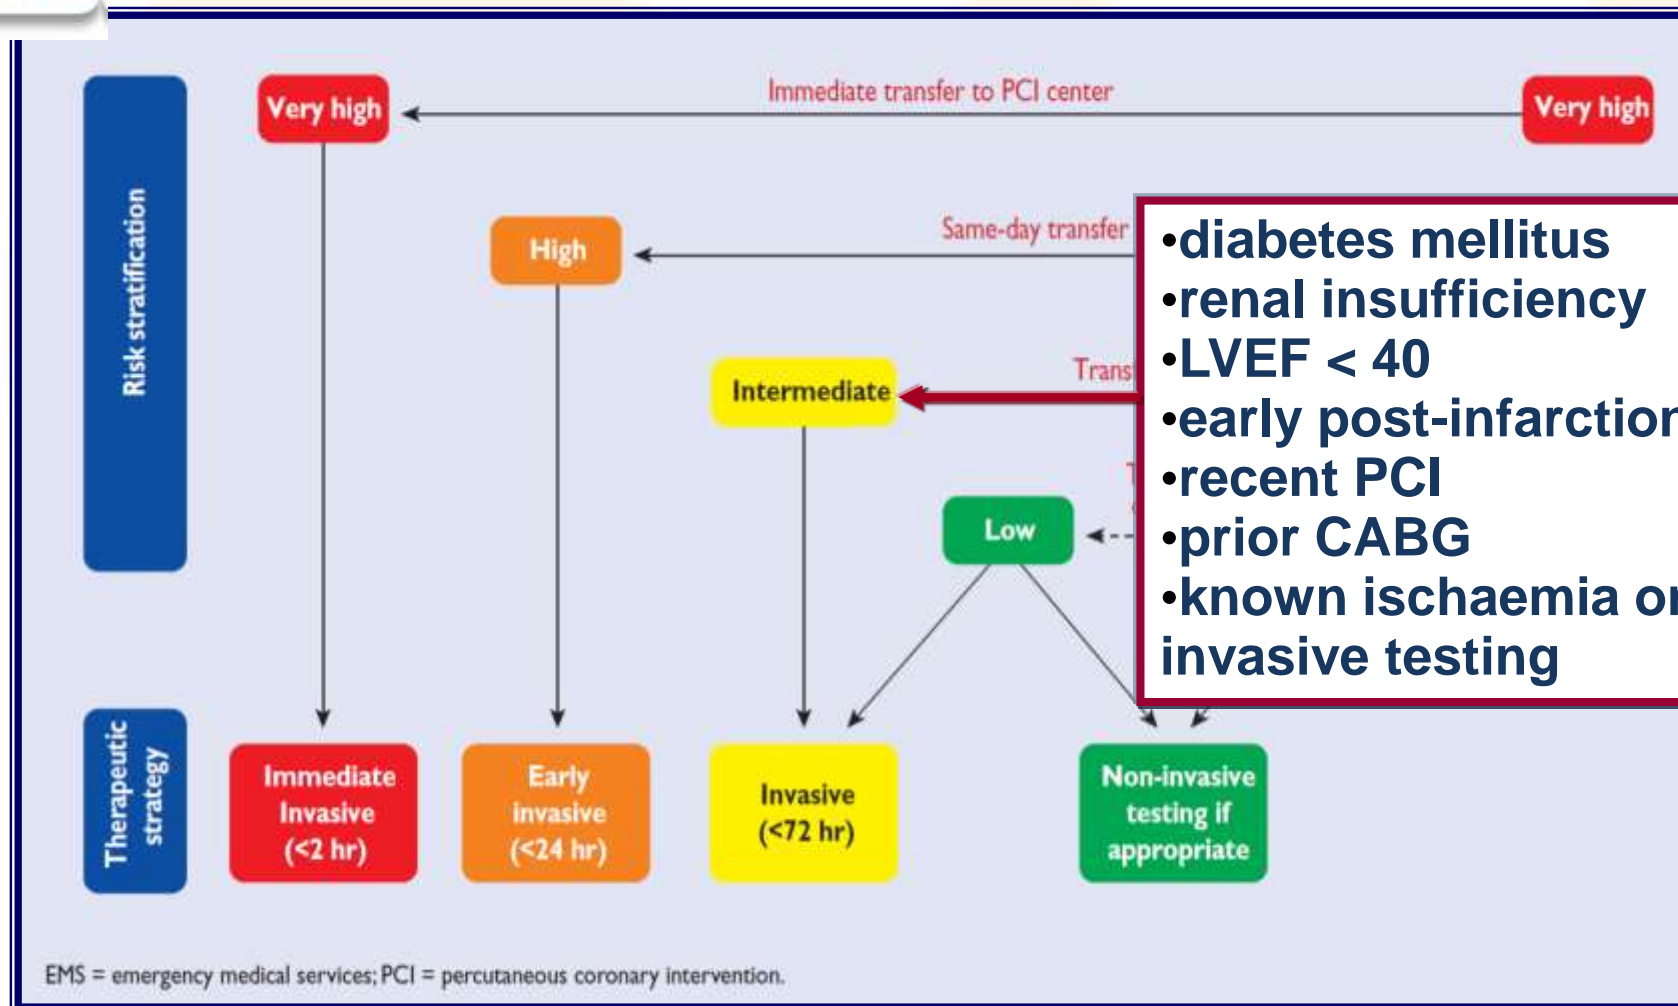 Immediate transfer to PCI center
Very high
Very high
Risk stratification
Same-day transfer
High
•diabetes mellitus
•renal insufficiency
•LVEF < 40
•early post-infarction
•recent PCI
•prior CABG
•known ischaemia or
invasive testing
Intermediate
Low
Therapeutic
strategy
Immediate
Invasive
(<2 hr)
Early
invasive
(<24 hr)
Invasive
(<72 hr)
Non-invasive
testing if
appropriate
EMS = emergency medical services; PCI = percutaneous coronary intervention.